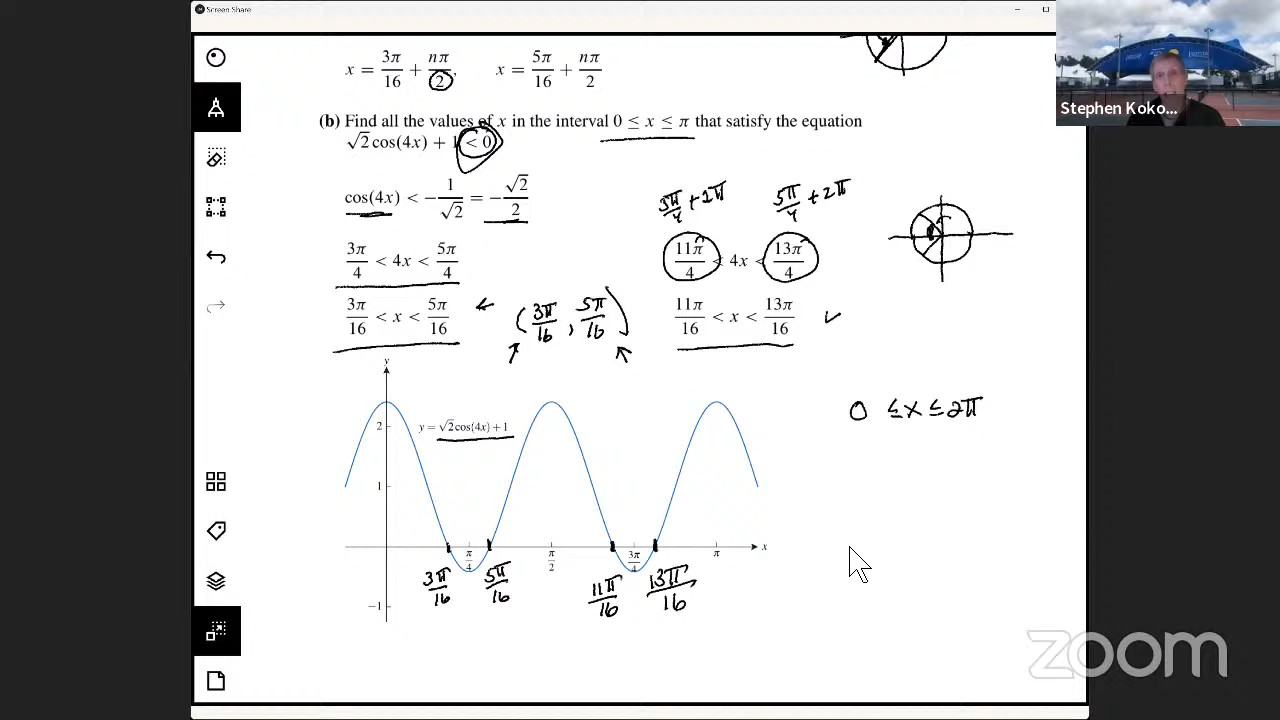 Screen Share
x = 3π/16 + nπ/2, x = 5π/16 + nπ/2
(b) Find all the values of x in the interval 0 ≤ x ≤ π that satisfy the equation
√2 cos(4x) + 1 < 0
3π/4 + 2π 5π/4 + 2π
cos(4x) < −1/√2 = −√2/2
3π/4 < 4x < 5π/4 11π/4 < 4x < 13π/4
3π/16 < x < 5π/16 (3π/16, 5π/16) 11π/16 < x < 13π/16
y
2
y = √2 cos(4x) + 1
0 ≤ x ≤ 2π
1
π/4 π/2 3π/4 π x
3π/16 5π/16 11π/16 13π/16
−1
Stephen Koko...
zoom